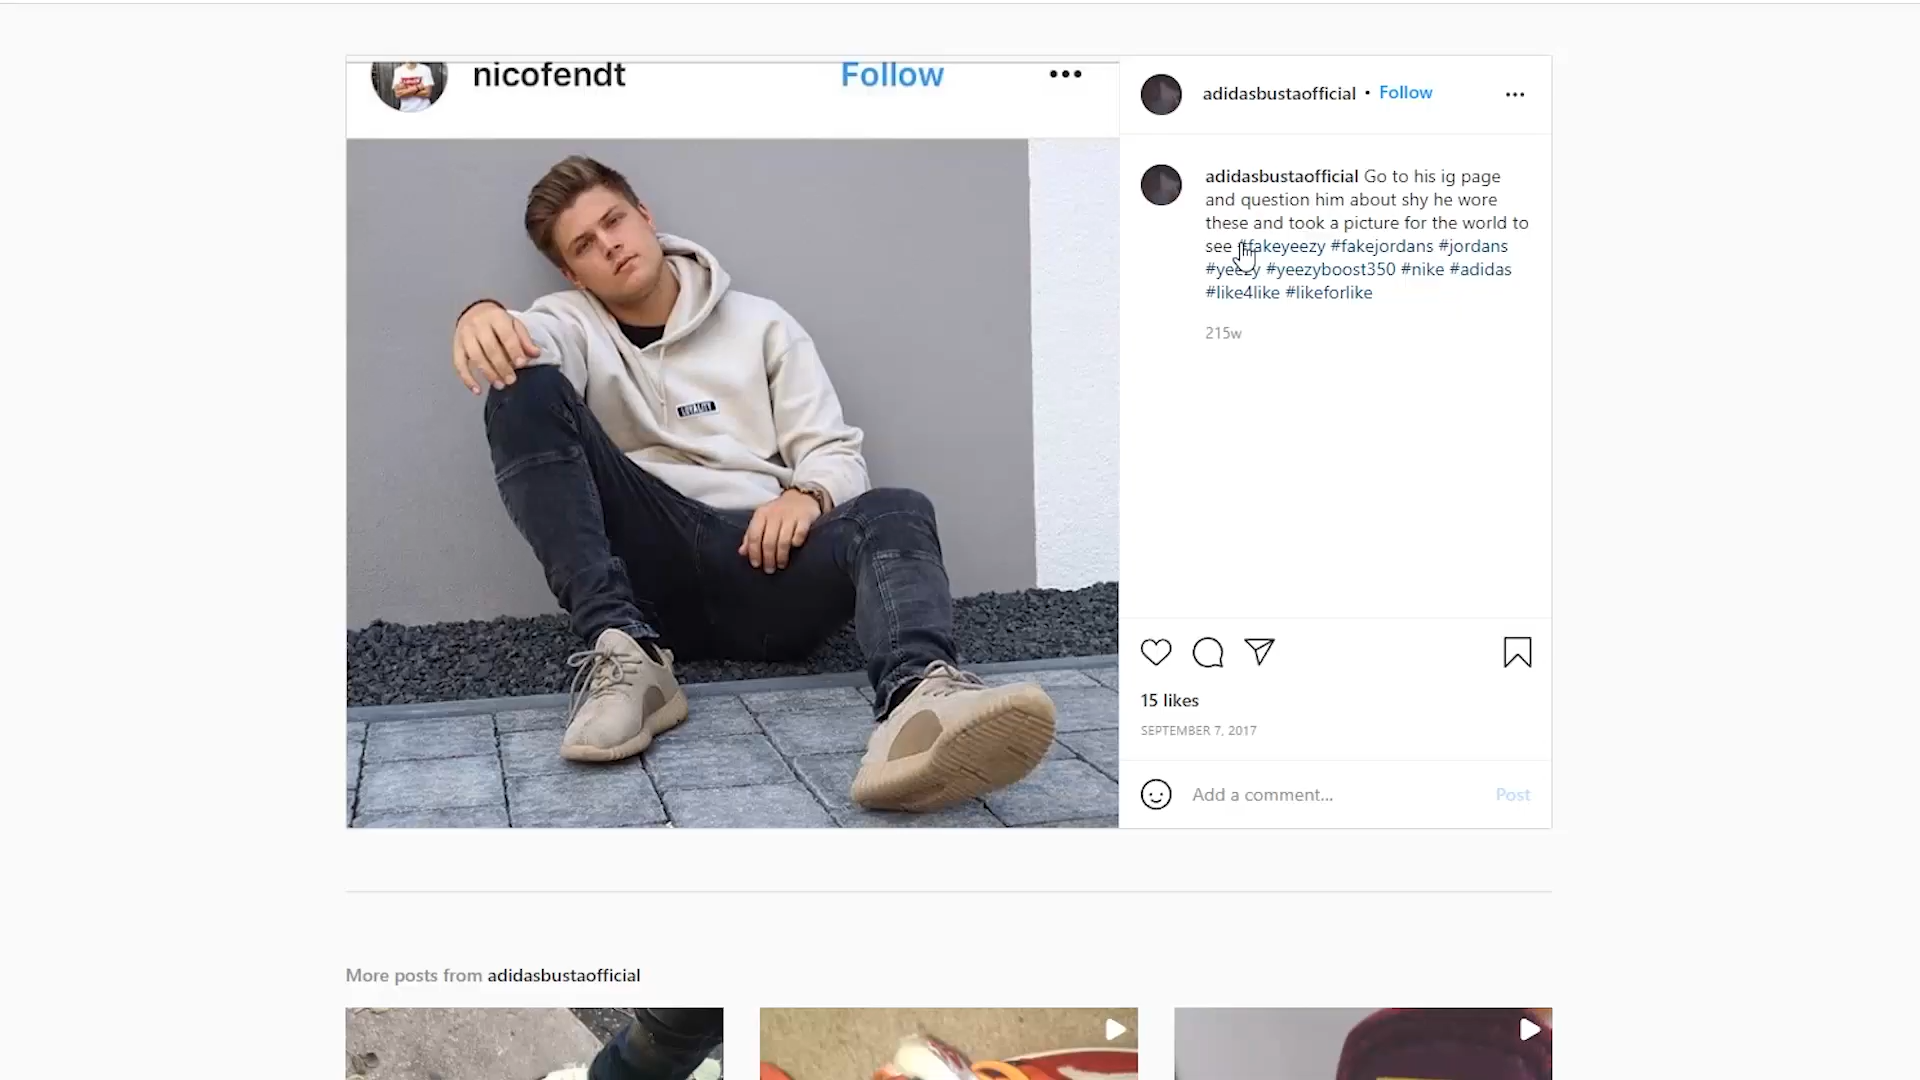 nicofendt
Follow
LOYALITY
adidasbustaofficial • Follow
adidasbustaofficial Go to his ig page
and question him about shy he wore
these and took a picture for the world to
see #fakeyeezy #fakejordans #jordans
#yeezy #yeezyboost350 #nike #adidas
#like4like #likeforlike
215w
15 likes
SEPTEMBER 7, 2017
Add a comment...
Post
More posts from adidasbustaofficial